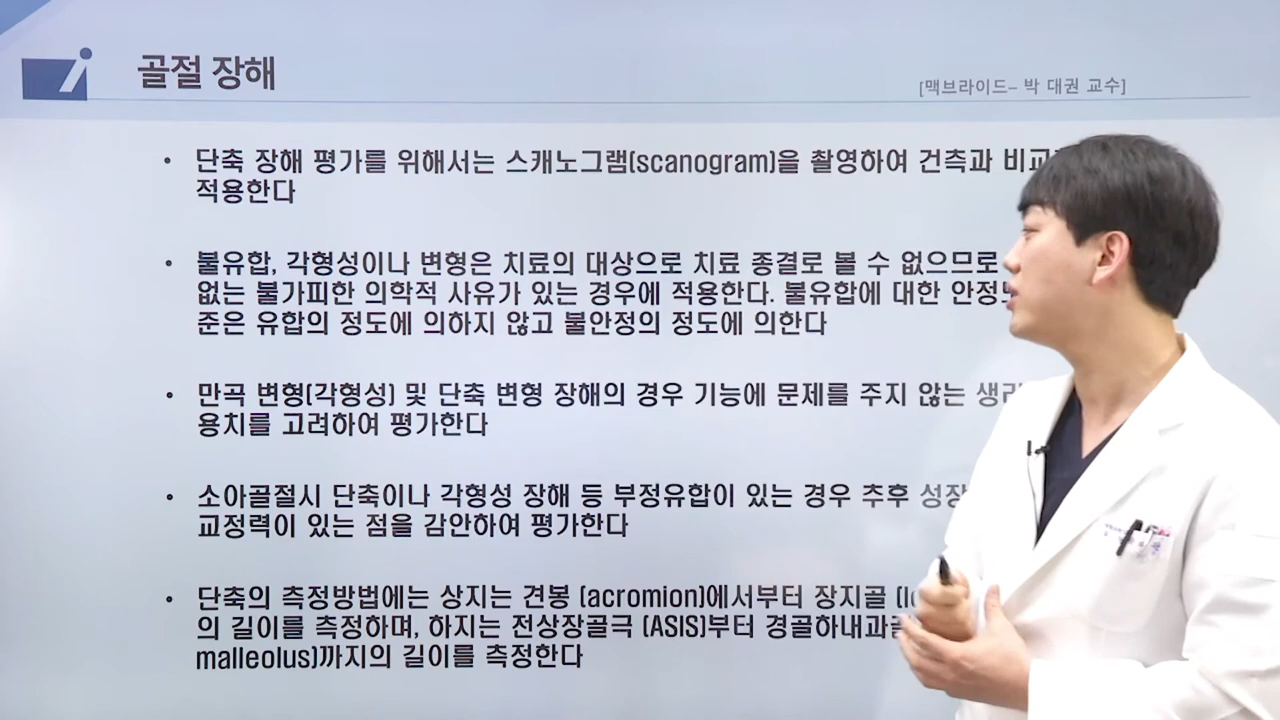 골절 장해
[맥브라이드– 박 대권 교수]
• 단축 장해 평가를 위해서는 스캐노그램(scanogram)을 촬영하여 건측과
적용한다
• 불유합, 각형성이나 변형은 치료의 대상으로 치료 종결로 볼 수 없으므로
없는 불가피한 의학적 사유가 있는 경우에 적용한다. 불유합에 대한
준은 유합의 정도에 의하지 않고 불안정의 정도에 의한다
• 만곡 변형(각형성) 및 단축 변형 장해의 경우 기능에 문제를 주지 않는
용치를 고려하여 평가한다
• 소아골절시 단축이나 각형성 장해 등 부정유합이 있는 경우 추후
교정력이 있는 점을 감안하여 평가한다
• 단축의 측정방법에는 상지는 견봉 (acromion)에서부터 장지골
의 길이를 측정하며, 하지는 전상장골극 (ASIS)부터
malleolus)까지의 길이를 측정한다